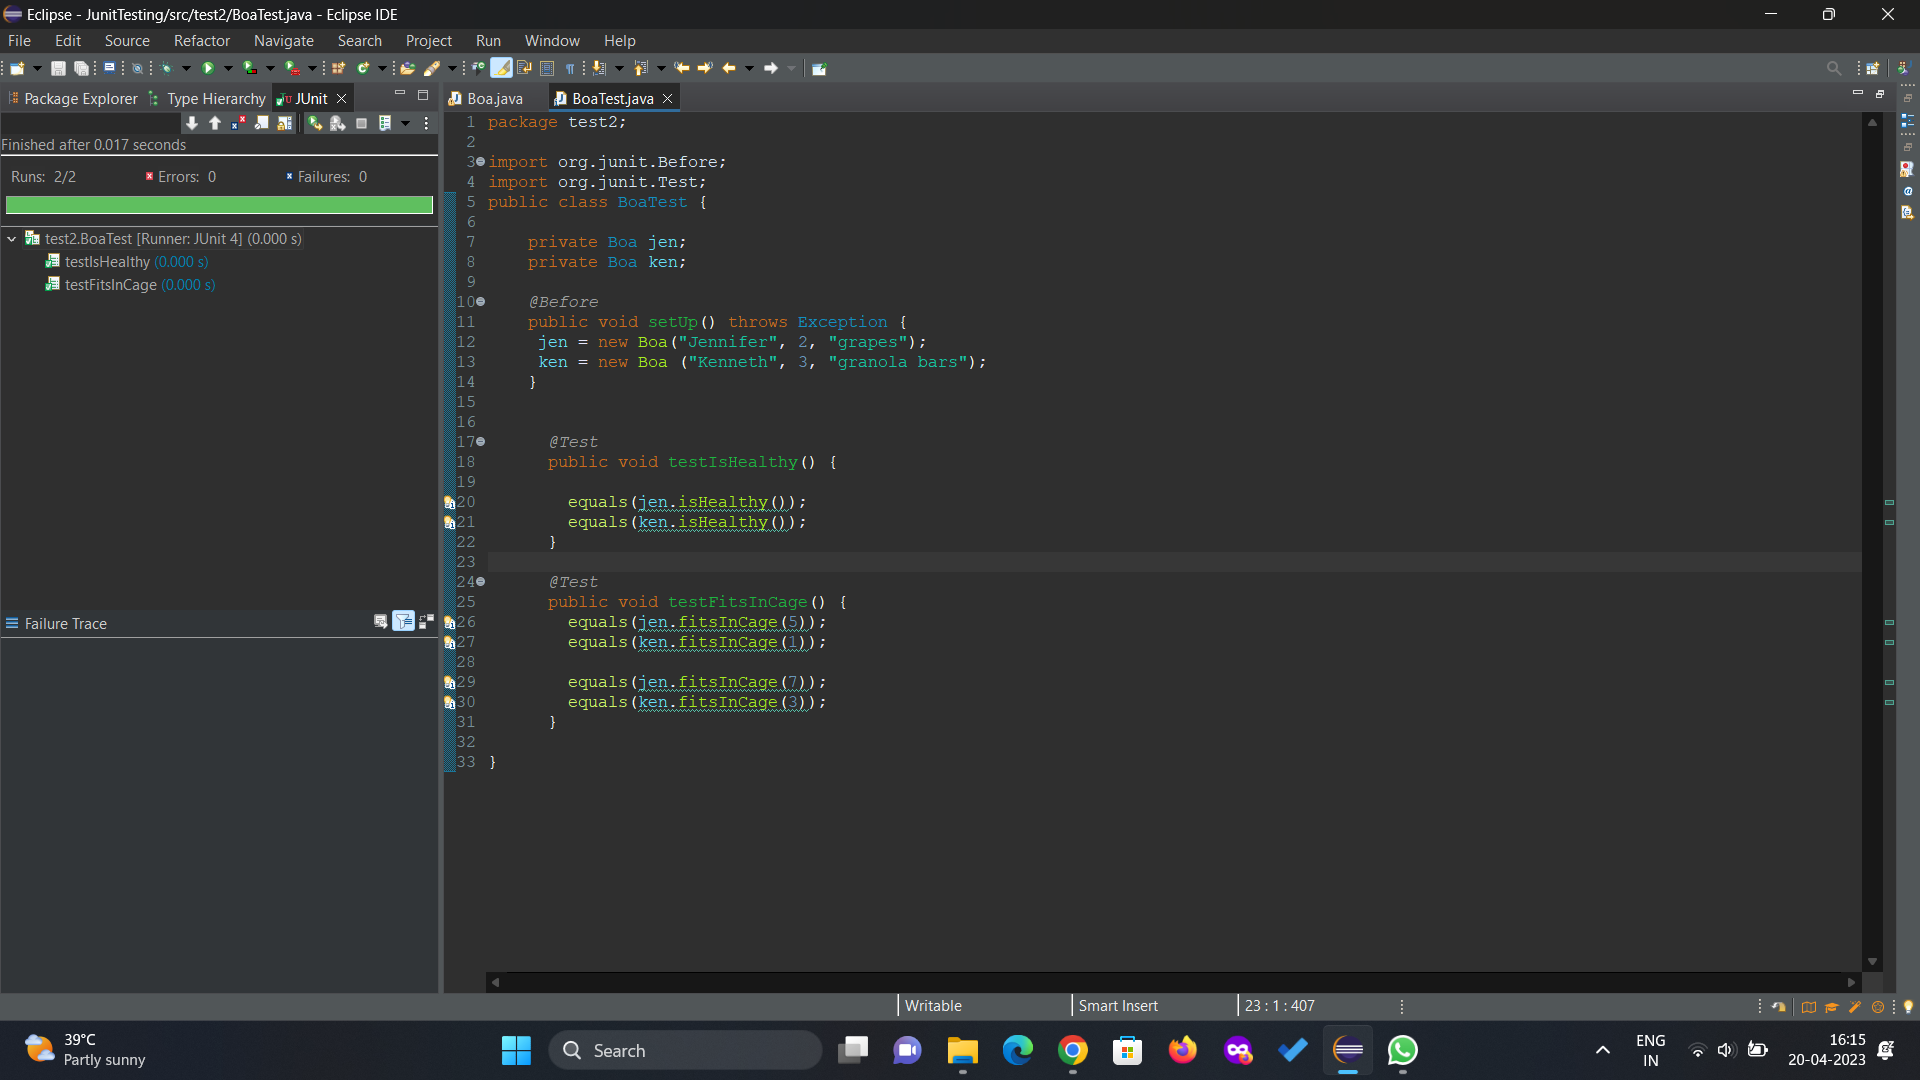 Eclipse - JunitTesting/src/test2/BoaTest.java - Eclipse IDE
File Edit Source Refactor Navigate Search Project Run Window Help
Package Explorer Type Hierarchy JUnit
Finished after 0.017 seconds
Runs: 2/2 Errors: 0 Failures: 0
test2.BoaTest [Runner: JUnit 4] (0.000 s)
testIsHealthy (0.000 s)
testFitsInCage (0.000 s)
Failure Trace
Boa.java BoaTest.java
1 package test2;
2
3 import org.junit.Before;
4 import org.junit.Test;
5 public class BoaTest {
6
7 private Boa jen;
8 private Boa ken;
9
10 @Before
11 public void setUp() throws Exception {
12 jen = new Boa("Jennifer", 2, "grapes");
13 ken = new Boa ("Kenneth", 3, "granola bars");
14 }
15
16
17 @Test
18 public void testIsHealthy() {
19
20 equals(jen.isHealthy());
21 equals(ken.isHealthy());
22 }
23
24 @Test
25 public void testFitsInCage() {
26 equals(jen.fitsInCage(5));
27 equals(ken.fitsInCage(1));
28
29 equals(jen.fitsInCage(7));
30 equals(ken.fitsInCage(3));
31 }
32
33 }
Writable Smart Insert 23 : 1 : 407
39°C
Partly sunny
Search
ENG
IN
16:15
20-04-2023